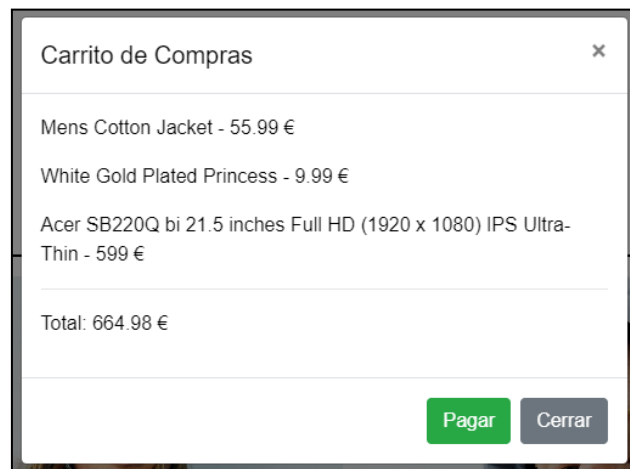 Carrito de Compras
×
Mens Cotton Jacket - 55.99 €
White Gold Plated Princess - 9.99 €
Acer SB220Q bi 21.5 inches Full HD (1920 x 1080) IPS Ultra-
Thin - 599 €
Total: 664.98 €
Pagar Cerrar